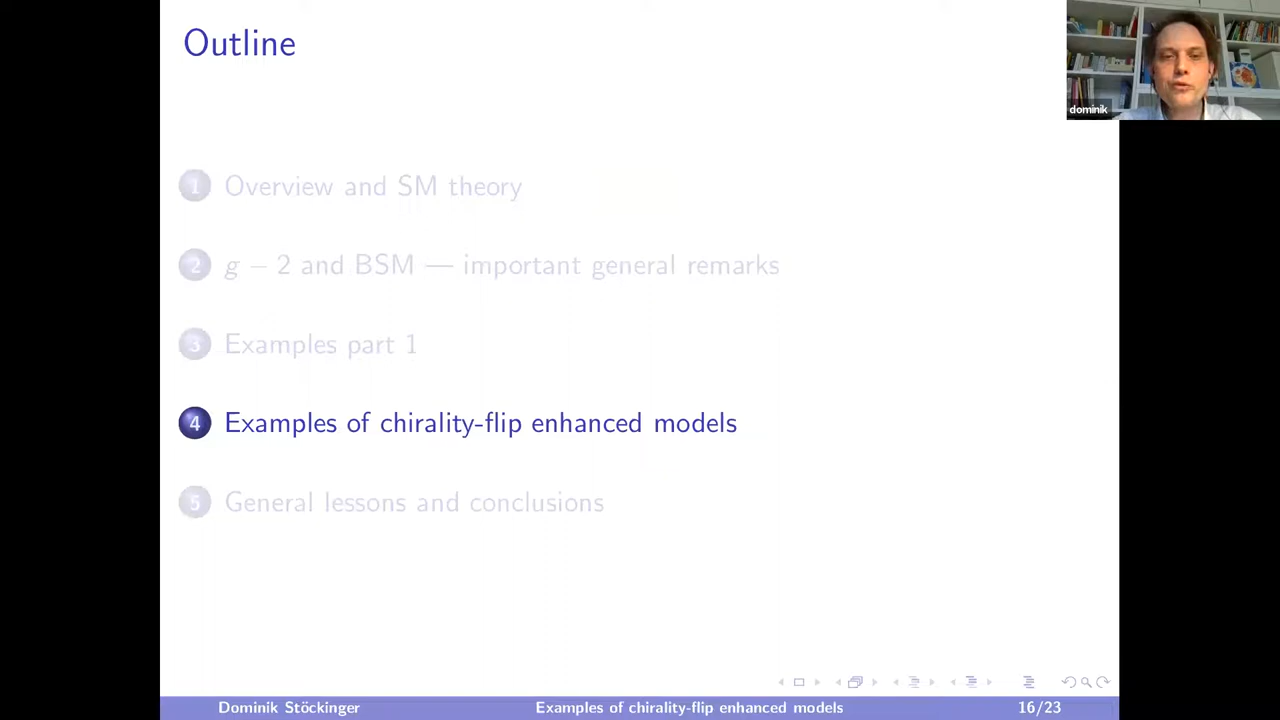 Outline
dominik
1 Overview and SM theory
2 g − 2 and BSM — important general remarks
3 Examples part 1
4 Examples of chirality-flip enhanced models
5 General lessons and conclusions
Dominik Stöckinger Examples of chirality-flip enhanced models 16/23